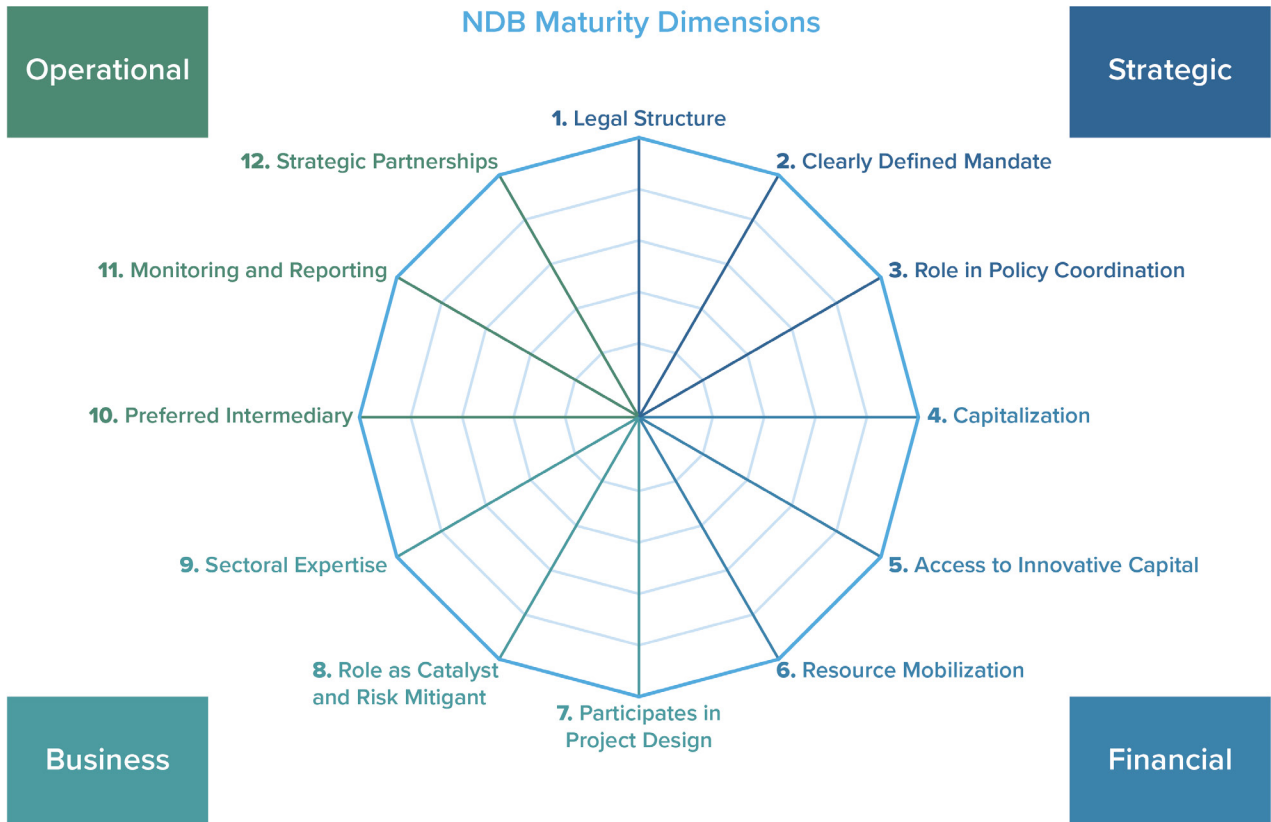 NDB Maturity Dimensions
Operational
Strategic
1. Legal Structure
2. Clearly Defined Mandate
3. Role in Policy Coordination
4. Capitalization
5. Access to Innovative Capital
6. Resource Mobilization
7. Participates in
Project Design
8. Role as Catalyst
and Risk Mitigant
9. Sectoral Expertise
10. Preferred Intermediary
11. Monitoring and Reporting
12. Strategic Partnerships
Business
Financial